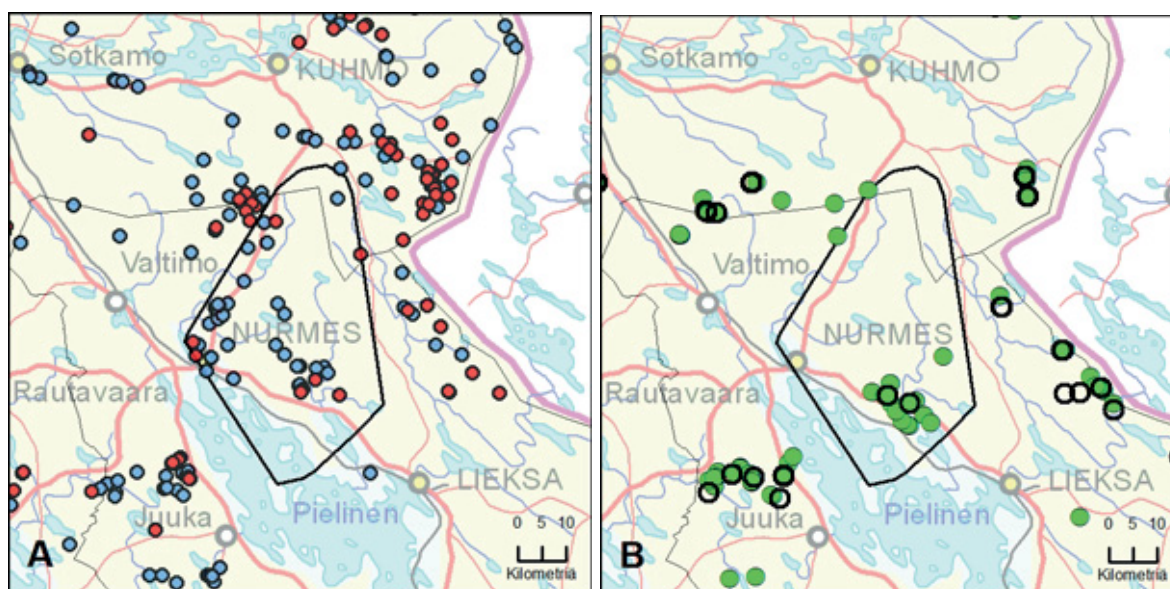 Sotkamo
KUHMO
Valtimo
NURMES
Rautavaara
LIEKSA
Juuka
Pielinen
0 5 10
Kilometriä
A
Sotkamo
KUHMO
Valtimo
NURMES
Rautavaara
LIEKSA
Juuka
Pielinen
0 5 10
Kilometriä
B